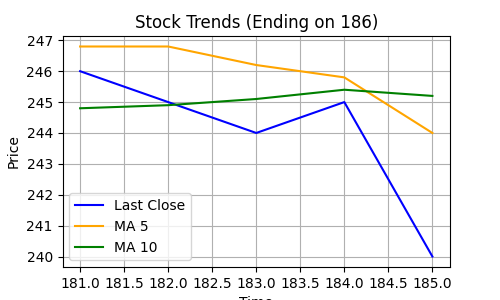 Stock Trends (Ending on 186)
247
246
245
244
243
242
241
240
Price
Last Close
MA 5
MA 10
181.0 181.5 182.0 182.5 183.0 183.5 184.0 184.5 185.0
Time